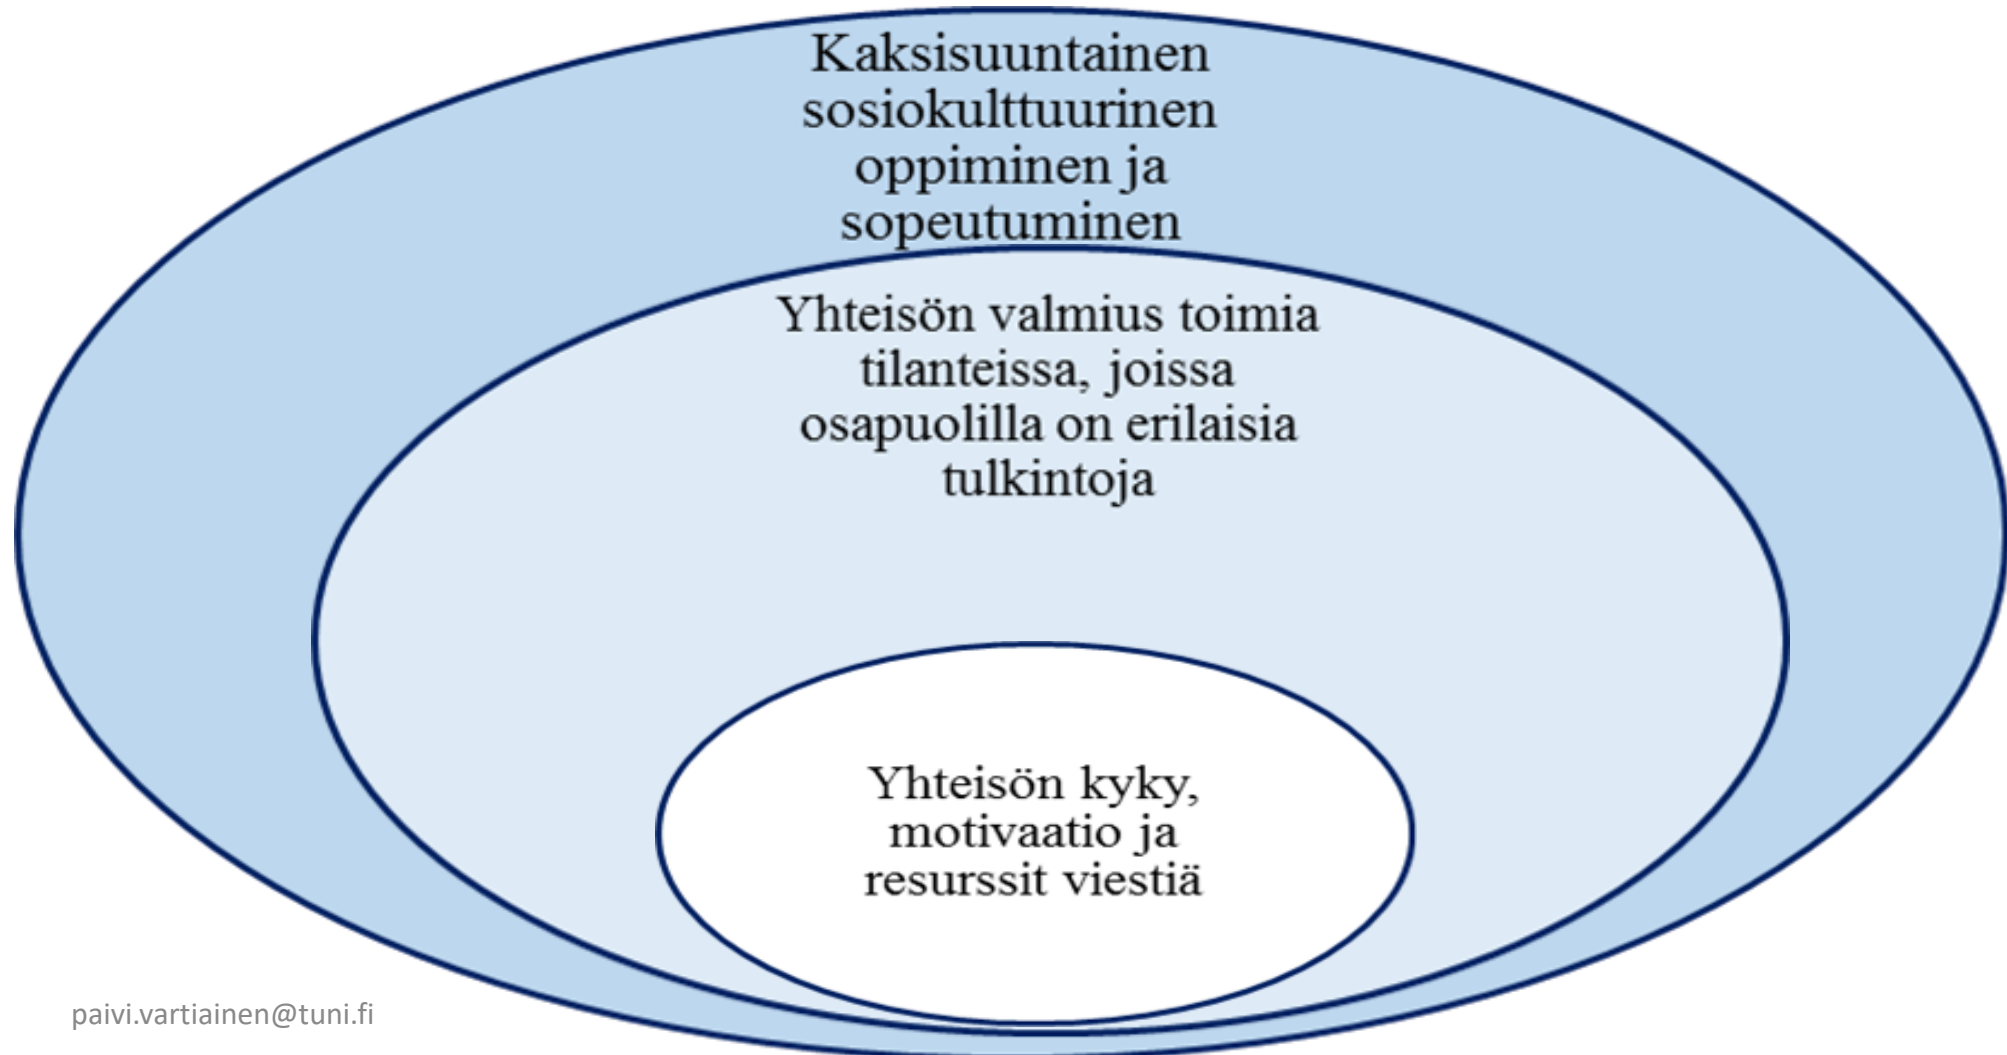 Kaksisuuntainen
sosiokulttuurinen
oppiminen ja
sopeutuminen
Yhteisön valmius toimia
tilanteissa, joissa
osapuolilla on erilaisia
tulkintoja
Yhteisön kyky,
motivaatio ja
resurssit viestiä
paivi.vartiainen@tuni.fi